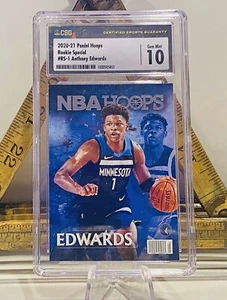 CSG
CERTIFIED SPORTS GUARANTY
2020-21 Panini Hoops
Rookie Special
#RS-1 Anthony Edwards
Gem Mint
10
NBA HOOPS
MINNESOTA
1
EDWARDS